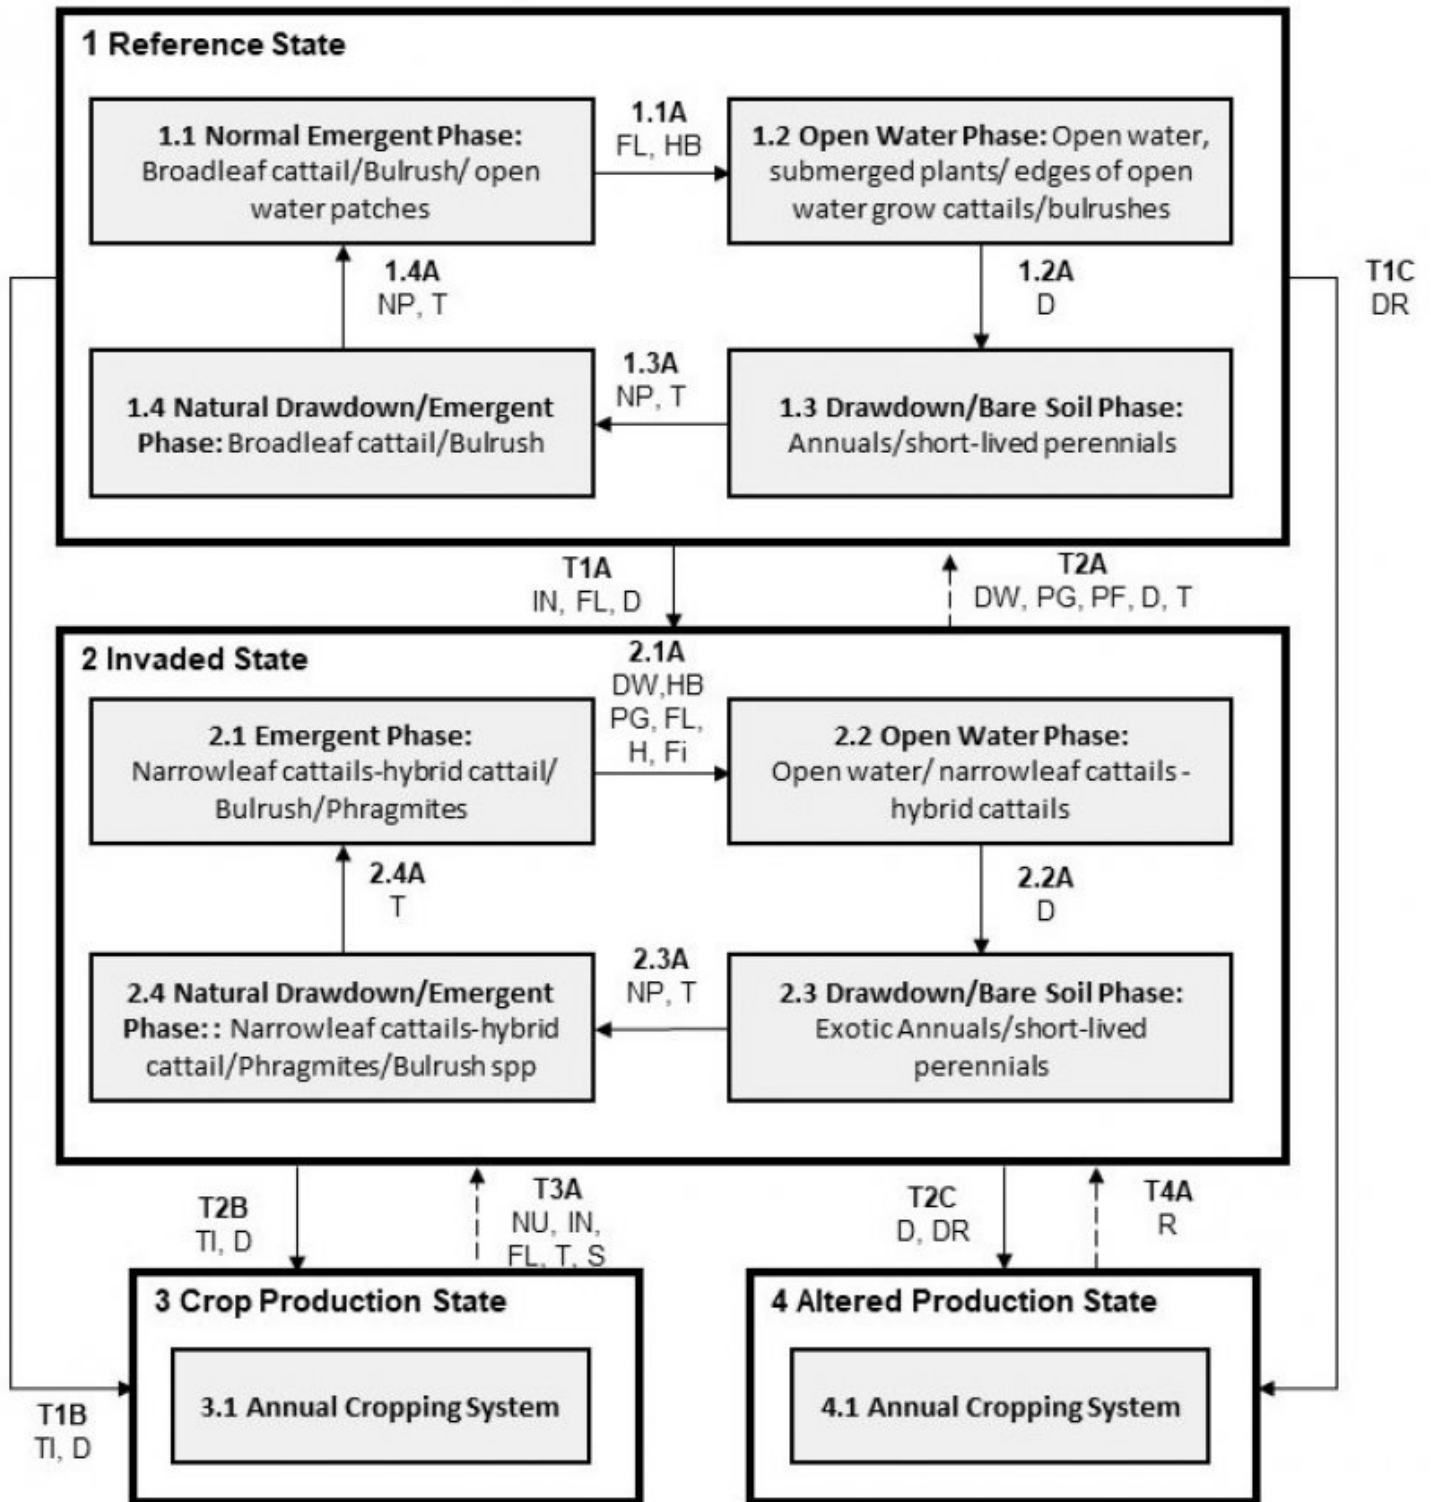 1 Reference State
1.1 Normal Emergent Phase:
Broadleaf cattail/Bulrush/ open
water patches
1.1A
FL, HB
1.2 Open Water Phase: Open water,
submerged plants/ edges of open
water grow cattails/bulrushes
1.4A
NP, T
1.2A
D
T1C
DR
1.4 Natural Drawdown/Emergent
Phase: Broadleaf cattail/Bulrush
1.3A
NP, T
1.3 Drawdown/Bare Soil Phase:
Annuals/short-lived perennials
T1A
IN, FL, D
T2A
DW, PG, PF, D, T
2 Invaded State
2.1 Emergent Phase:
Narrowleaf cattails-hybrid cattail/
Bulrush/Phragmites
2.1A
DW,HB
PG, FL,
H, Fi
2.2 Open Water Phase:
Open water/ narrowleaf cattails -
hybrid cattails
2.4A
T
2.2A
D
2.4 Natural Drawdown/Emergent
Phase:: Narrowleaf cattails-hybrid
cattail/Phragmites/Bulrush spp
2.3A
NP, T
2.3 Drawdown/Bare Soil Phase:
Exotic Annuals/short-lived
perennials
T2B
TI, D
T3A
NU, IN,
FL, T, S
T2C
D, DR
T4A
R
3 Crop Production State
3.1 Annual Cropping System
4 Altered Production State
4.1 Annual Cropping System
T1B
TI, D